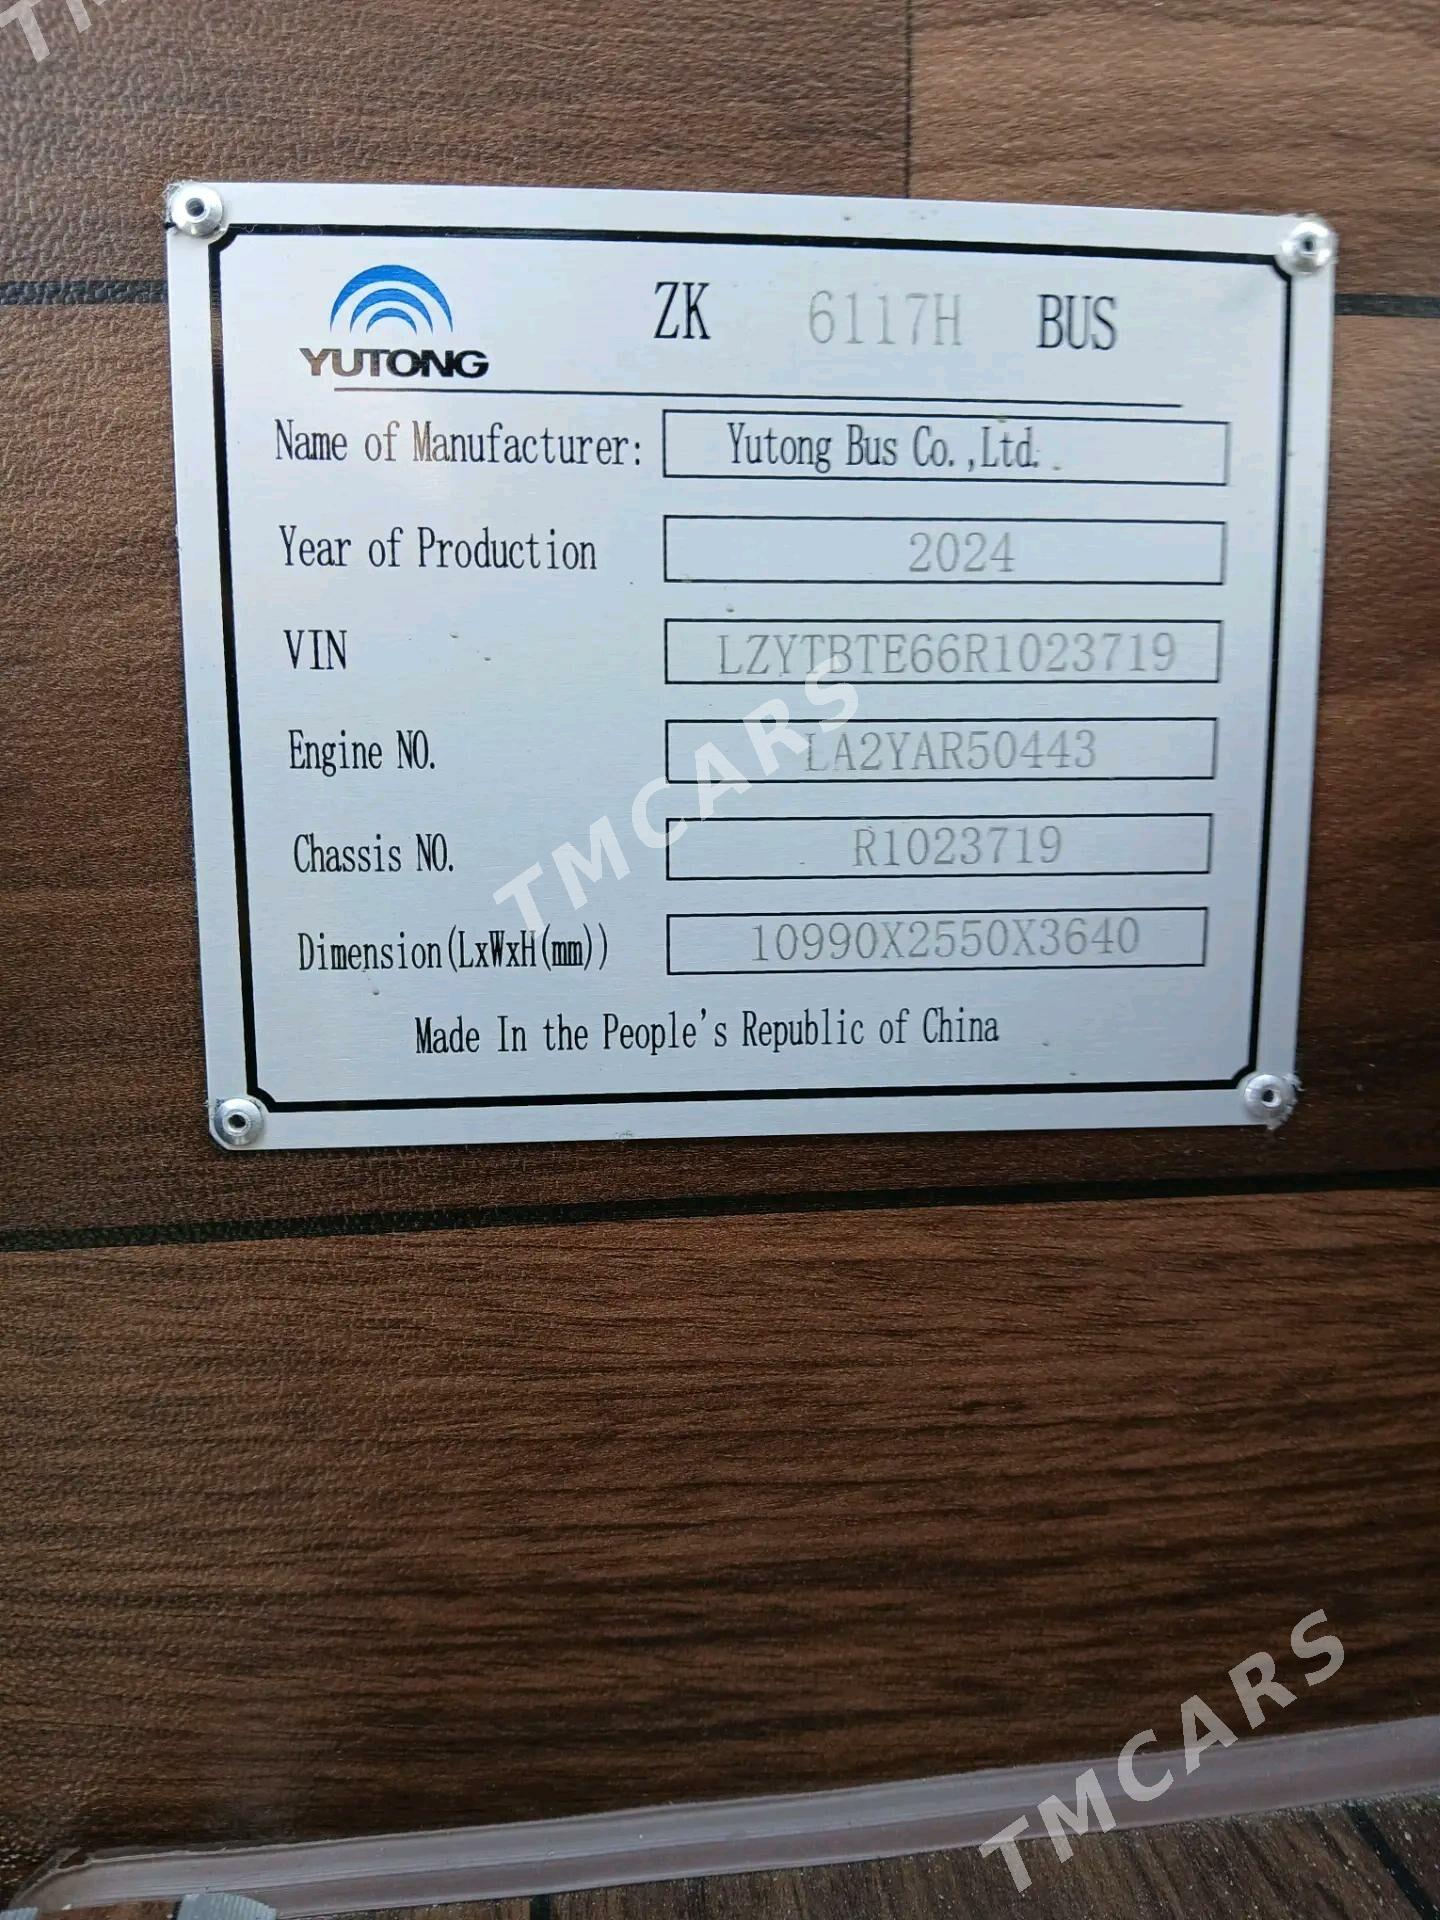 YUTONG
ZK 6117H BUS
Name of Manufacturer: Yutong Bus Co.,Ltd.
Year of Production 2024
VIN LZYTBTE66R1023719
Engine NO. LA2YAR50443
Chassis NO. R1023719
Dimension(LxWxH(mm)) 10990X2550X3640
Made In the People's Republic of China
TMCARS
TMCARS